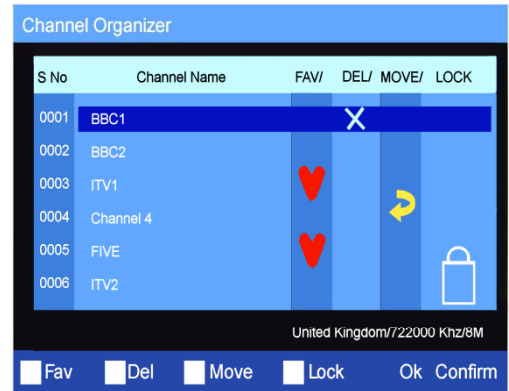 Channel Organizer
S No Channel Name FAV/ DEL/ MOVE/ LOCK
0001 BBC1
0002 BBC2
0003 ITV1
0004 Channel 4
0005 FIVE
0006 ITV2
United Kingdom/722000 Khz/8M
Fav Del Move Lock Ok Confirm